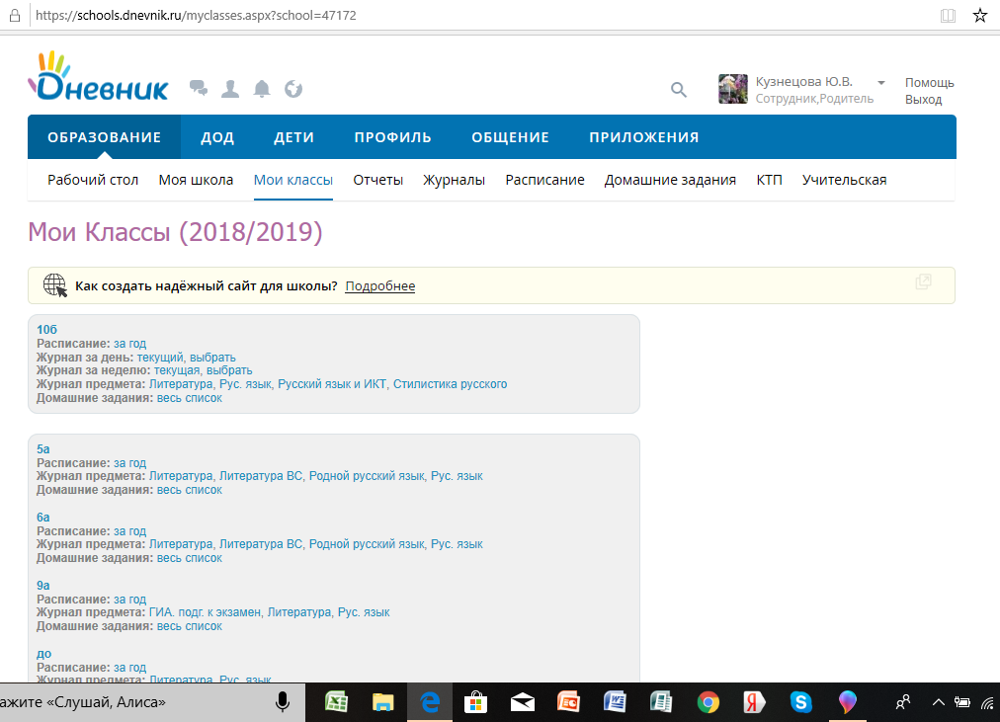 https://schools.dnevnik.ru/myclasses.aspx?school=47172
Дневник
Кузнецова Ю.В.
Сотрудник,Родитель
Помощь
Выход
ОБРАЗОВАНИЕ ДОД ДЕТИ ПРОФИЛЬ ОБЩЕНИЕ ПРИЛОЖЕНИЯ
Рабочий стол Моя школа Мои классы Отчеты Журналы Расписание Домашние задания КТП Учительская
Мои Классы (2018/2019)
Как создать надёжный сайт для школы? Подробнее
10б
Расписание: за год
Журнал за день: текущий, выбрать
Журнал за неделю: текущая, выбрать
Журнал предмета: Литература, Рус. язык, Русский язык и ИКТ, Стилистика русского
Домашние задания: весь список
5а
Расписание: за год
Журнал предмета: Литература, Литература ВС, Родной русский язык, Рус. язык
Домашние задания: весь список
6а
Расписание: за год
Журнал предмета: Литература, Литература ВС, Родной русский язык, Рус. язык
Домашние задания: весь список
9а
Расписание: за год
Журнал предмета: ГИА. подг. к экзамен, Литература, Рус. язык
Домашние задания: весь список
до
Расписание: за год
Журнал предмета: Литература, Рус. язык
ажите «Слушай, Алиса»